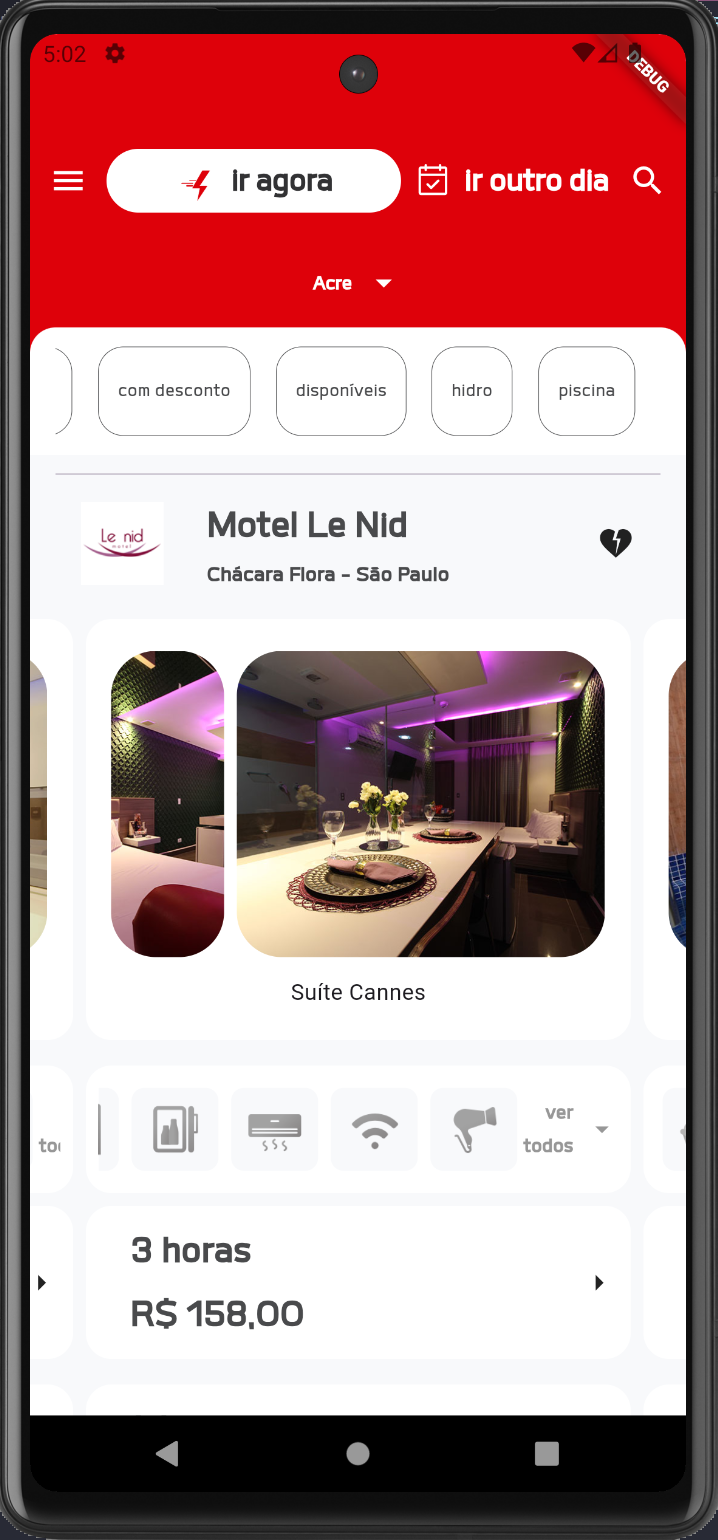 5:02
DEBUG
ir agora
ir outro dia
Acre
com desconto
disponíveis
hidro
piscina
Le nid
motel
Motel Le Nid
Chácara Flora - São Paulo
Suíte Cannes
ver
todos
3 horas
R$ 158,00